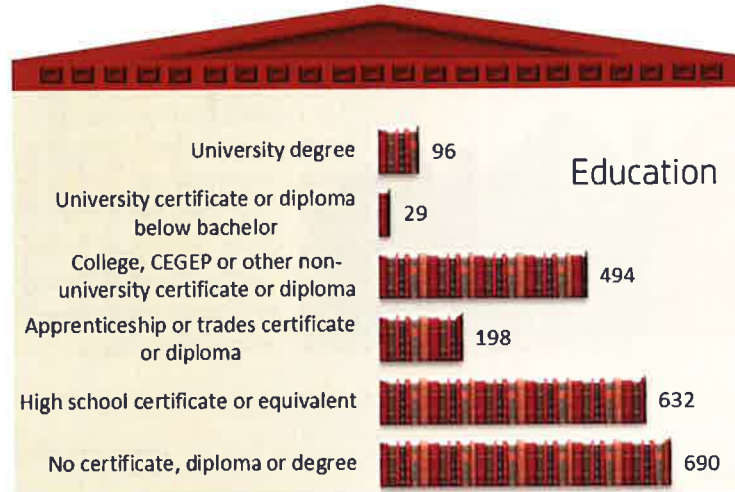 University degree 96
Education
University certificate or diploma
below bachelor 29
College, CEGEP or other non-
university certificate or diploma 494
Apprenticeship or trades certificate
or diploma 198
High school certificate or equivalent 632
No certificate, diploma or degree 690